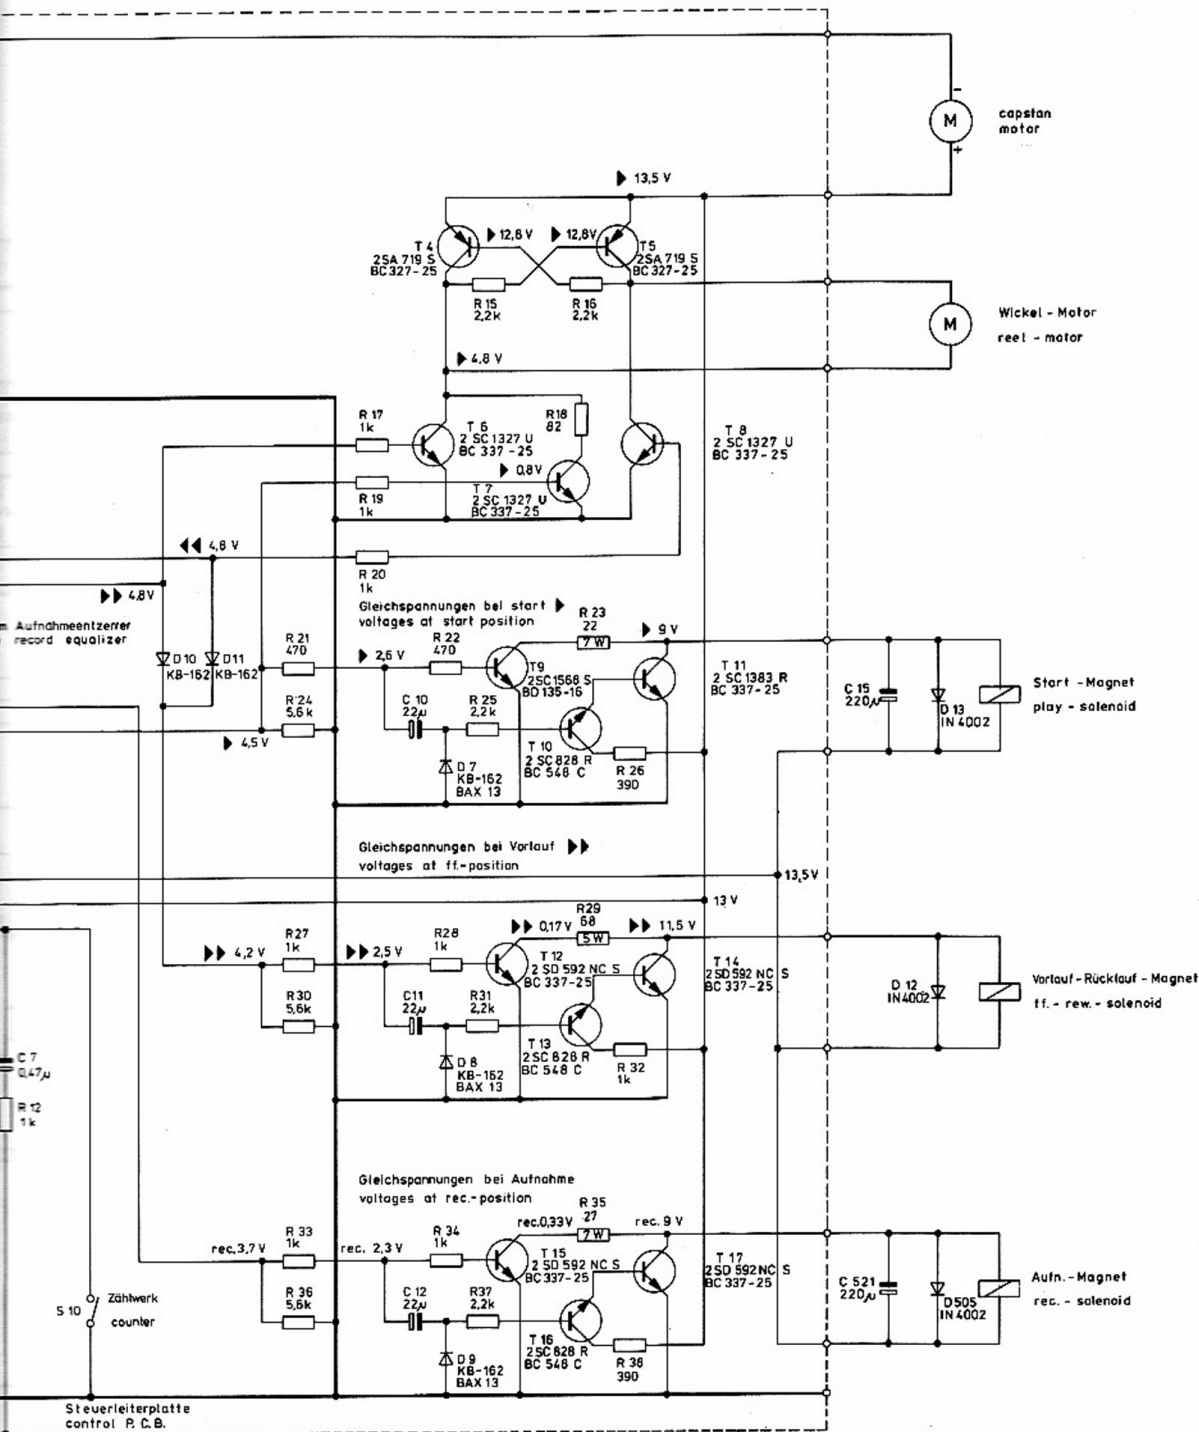 -
M
+
capstan
motor
13,5 V
12,8 V
12,8V
T 4
2SA 719 S
BC 327-25
T5
2SA 719 S
BC 327-25
R 15
2,2k
R 16
2,2k
M
Wickel - Motor
reel - motor
4,8 V
R 17
1k
T 6
2 SC 1327 U
BC 337-25
R18
82
T 8
2 SC 1327 U
BC 337-25
0,8V
R 19
1k
T 7
2 SC 1327 U
BC 337-25
4,8 V
R 20
1k
4,8V
Aufnahmeentzerrer
record equalizer
Gleichspannungen bei start
voltages at start position
R 23
22
7 W
9 V
D10
KB-162
D11
KB-162
R 21
470
2,6 V
R 22
470
T9
2SC1568 S
BD 135-16
T 11
2 SC 1383 R
BC 337-25
C 15
220µ
D 13
IN 4002
Start - Magnet
play - solenoid
R 24
5,6 k
4,5 V
C 10
22µ
R 25
2,2k
T 10
2 SC 828 R
BC 548 C
R 26
390
D 7
KB-162
BAX 13
Gleichspannungen bei Vorlauf
voltages at ff.-position
13,5V
13 V
R27
1k
4,2 V
2,5 V
R28
1k
0,17V
R29
68
5 W
11,5 V
T 12
2 SD 592 NC S
BC 337-25
T 14
2 SD 592 NC S
BC 337-25
D 12
IN4002
Vorlauf-Rücklauf-Magnet
ff.- rew.- solenoid
R30
5,6k
C11
22µ
R31
2,2k
T 13
2SC 828 R
BC 548 C
R 32
1k
D 8
KB-162
BAX 13
C 7
0,47µ
R 12
1k
Gleichspannungen bei Aufnahme
voltages at rec.-position
rec.3,7 V
R 33
1k
rec. 2,3 V
R 34
1k
rec.0,33V
R 35
27
7 W
rec. 9 V
T 15
2 SD 592 NC S
BC 337-25
T 17
2SD 592NC S
BC 337-25
C 521
220µ
D505
IN 4002
Aufn.-Magnet
rec. - solenoid
S 10
Zählwerk
counter
R 36
5,6k
C 12
22µ
R37
2,2k
T 16
2SC 828 R
BC 548 C
R 38
390
D 9
KB-162
BAX 13
Steuerleiterplatte
control P.C.B.